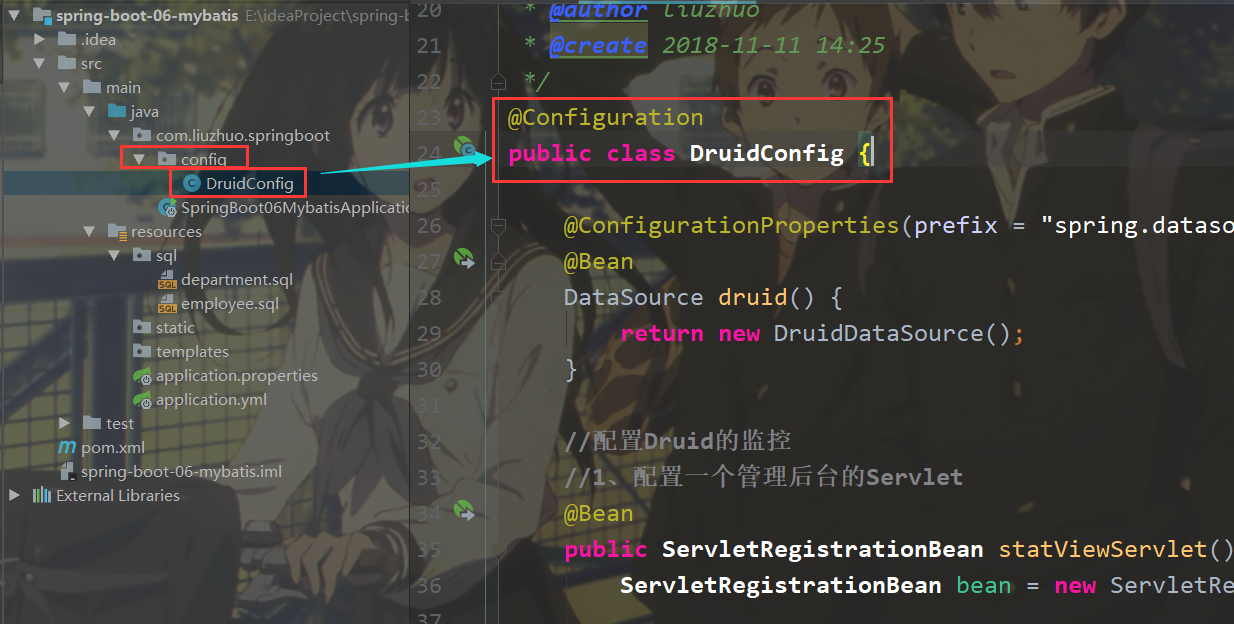 spring-boot-06-mybatis E:\ideaProject\spring-b
.idea
src
main
java
com.liuzhuo.springboot
config
DruidConfig
SpringBoot06MybatisApplicatio
resources
sql
department.sql
employee.sql
static
templates
application.properties
application.yml
test
pom.xml
spring-boot-06-mybatis.iml
External Libraries
20 * @author liuzhuo
21 * @create 2018-11-11 14:25
22 */
23 @Configuration
24 public class DruidConfig {
25
26 @ConfigurationProperties(prefix = "spring.dataso
27 @Bean
28 DataSource druid() {
29 return new DruidDataSource();
30 }
31
32 //配置Druid的监控
33 //1、配置一个管理后台的Servlet
34 @Bean
35 public ServletRegistrationBean statViewServlet()
36 ServletRegistrationBean bean = new ServletRe
37